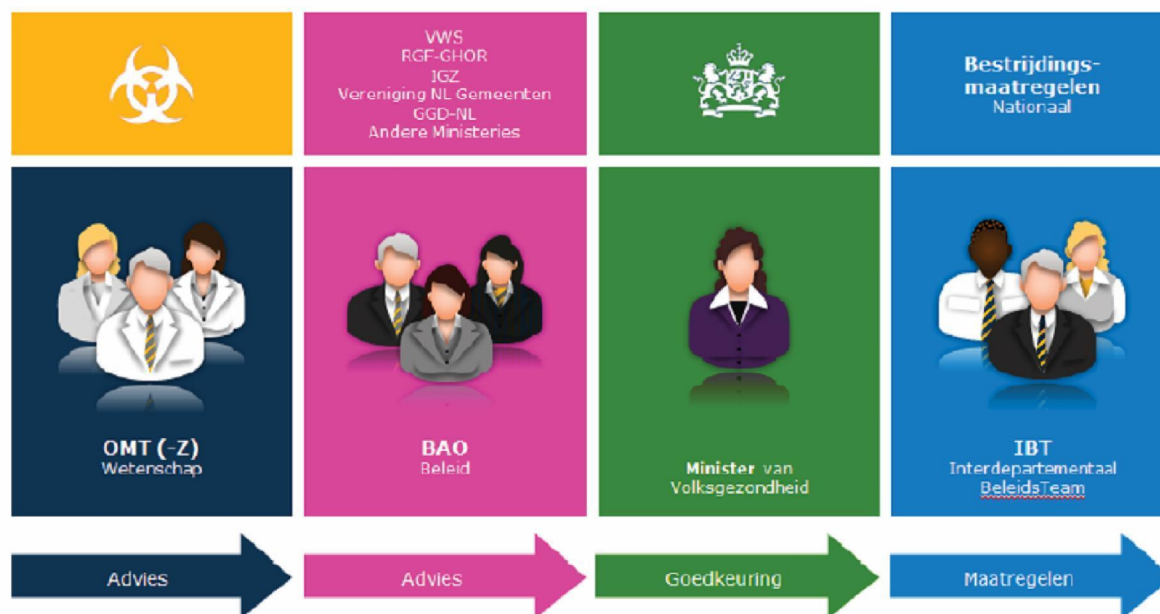 VWS
RGF-GHOR
IGZ
Vereniging NL Gemeenten
GGD-NL
Andere Ministeries
Bestrijdings-
maatregelen
Nationaal
OMT (-Z)
Wetenschap
BAO
Beleid
Minister van
Volksgezondheid
IBT
Interdepartementaal
BeleidsTeam
Advies
Advies
Goedkeuring
Maatregelen